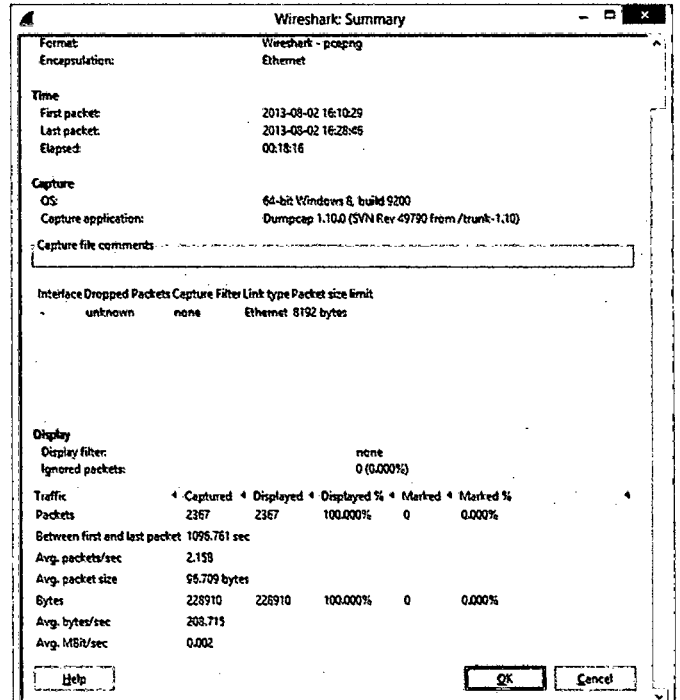 Wireshark: Summary
Format: Wireshark - pcapng
Encapsulation: Ethernet
Time
First packet: 2013-08-02 16:10:29
Last packet: 2013-08-02 16:28:46
Elapsed: 00:18:16
Capture
OS: 64-bit Windows 8, build 9200
Capture application: Dumpcap 1.10.0 (SVN Rev 49790 from /trunk-1.10)
Capture file comments
Interface Dropped Packets Capture Filter Link type Packet size limit
- unknown none Ethernet 8192 bytes
Display
Display filter: none
Ignored packets: 0 (0.000%)
Traffic Captured Displayed Displayed % Marked Marked %
Packets 2367 2367 100.000% 0 0.000%
Between first and last packet 1096.761 sec
Avg. packets/sec 2.158
Avg. packet size 96.709 bytes
Bytes 228910 228910 100.000% 0 0.000%
Avg. bytes/sec 208.715
Avg. MBit/sec 0.002
Help OK Cancel